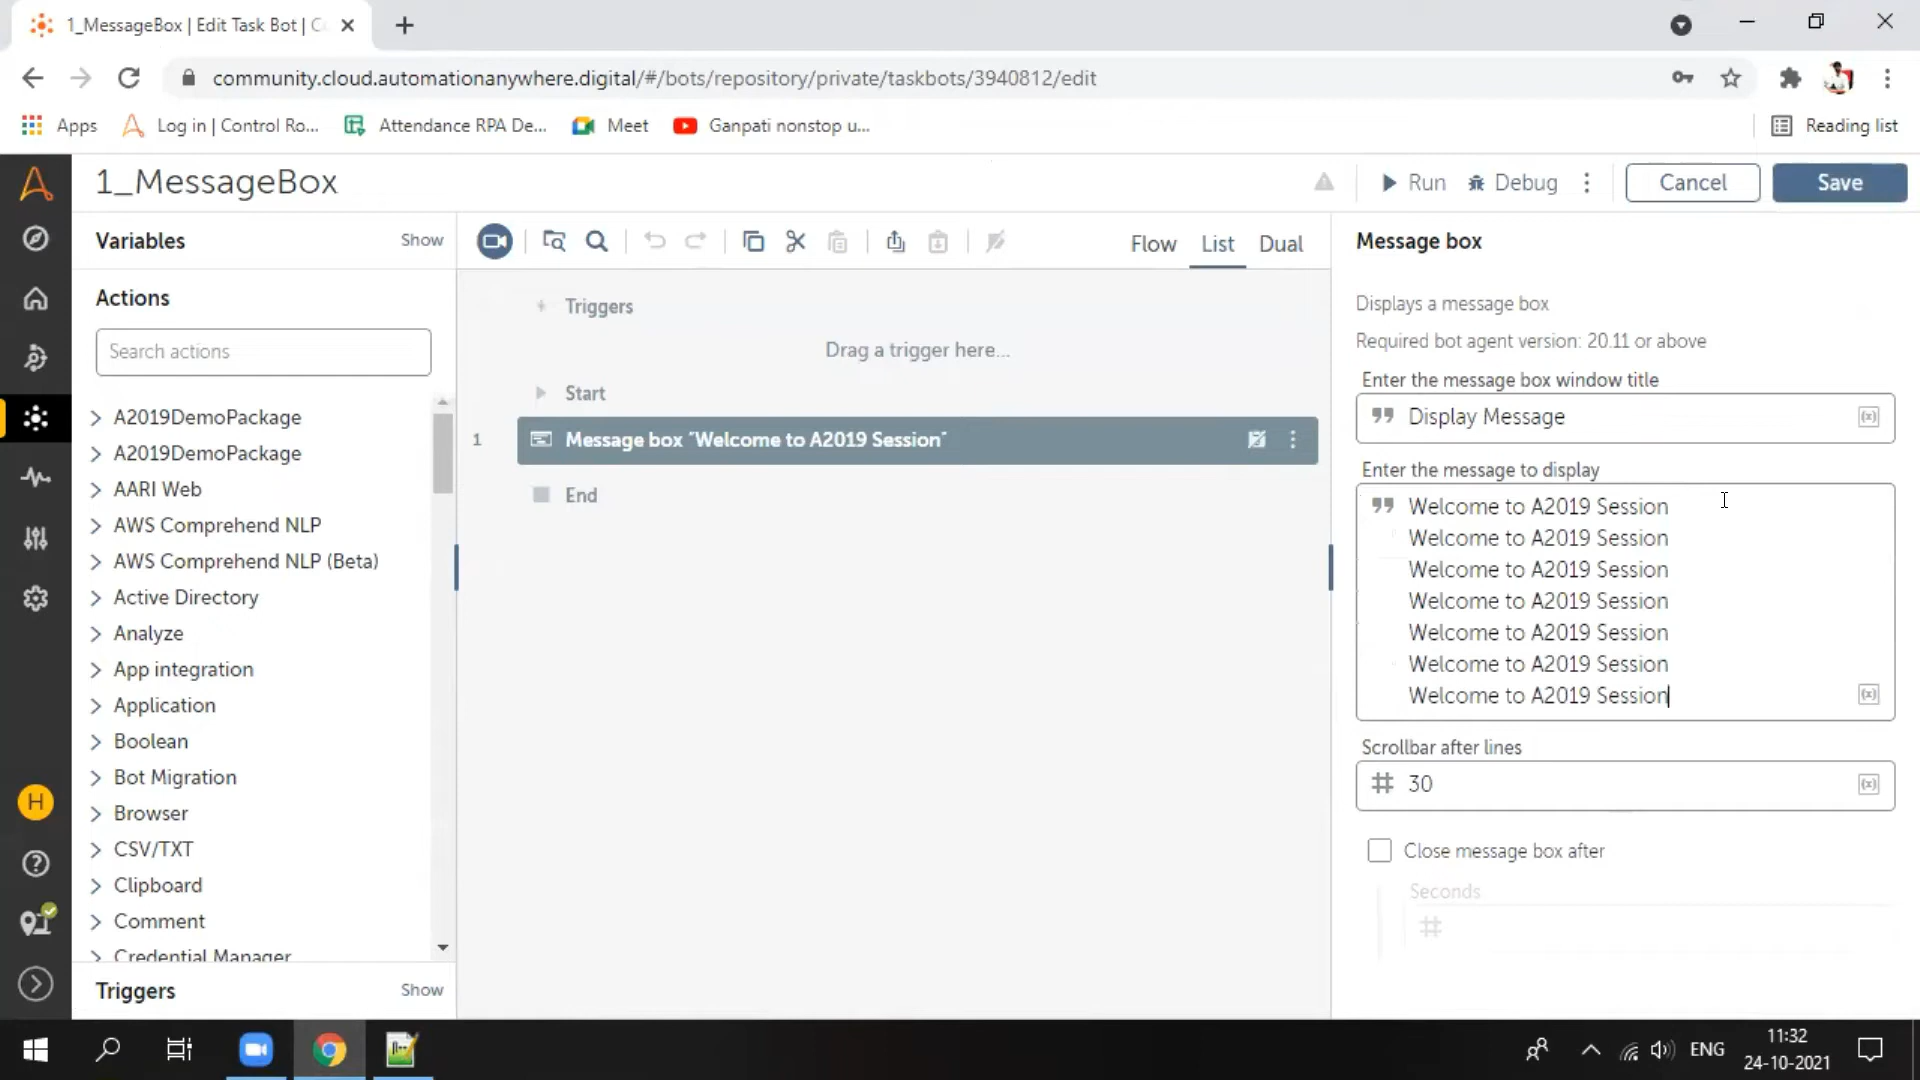 1_MessageBox | Edit Task Bot | C
community.cloud.automationanywhere.digital/#/bots/repository/private/taskbots/3940812/edit
Apps
Log in | Control Ro...
Attendance RPA De...
Meet
Ganpati nonstop u...
Reading list
1_MessageBox
Run
Debug
Cancel
Save
Variables
Show
Actions
Search actions
A2019DemoPackage
A2019DemoPackage
AARI Web
AWS Comprehend NLP
AWS Comprehend NLP (Beta)
Active Directory
Analyze
App integration
Application
Boolean
Bot Migration
Browser
CSV/TXT
Clipboard
Comment
Credential Manager
Triggers
Show
Flow
List
Dual
Triggers
Drag a trigger here...
Start
1
Message box "Welcome to A2019 Session"
End
Message box
Displays a message box
Required bot agent version: 20.11 or above
Enter the message box window title
Display Message
(x)
Enter the message to display
Welcome to A2019 Session
Welcome to A2019 Session
Welcome to A2019 Session
Welcome to A2019 Session
Welcome to A2019 Session
Welcome to A2019 Session
Welcome to A2019 Session
(x)
Scrollbar after lines
# 30
(x)
Close message box after
Seconds
#
H
ENG
11:32
24-10-2021